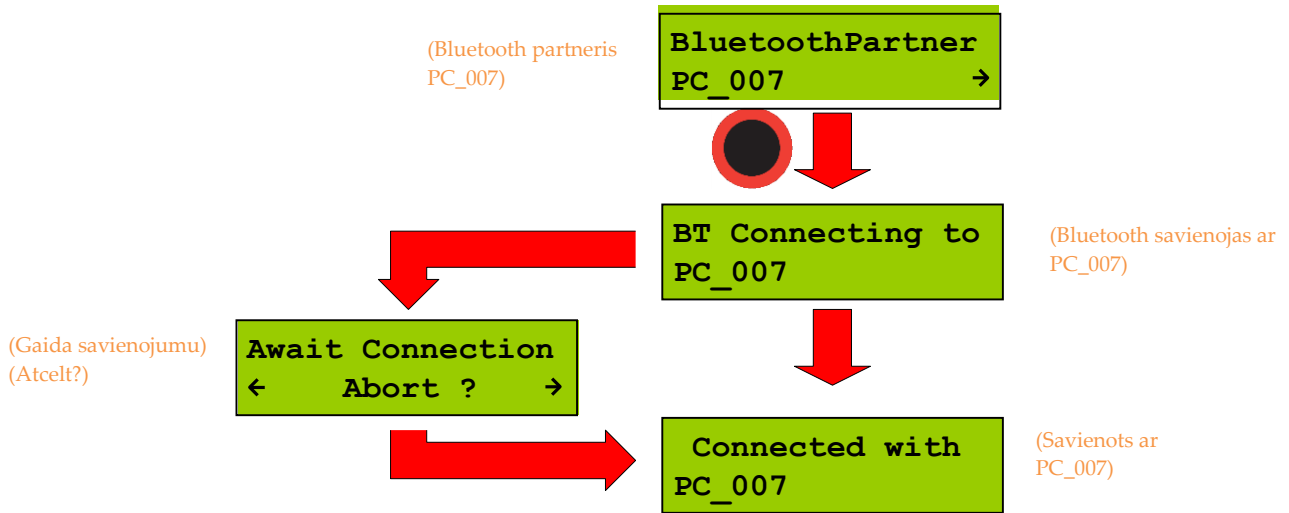 (Bluetooth partneris
PC_007)
BluetoothPartner
PC_007 →
BT Connecting to
PC_007
(Bluetooth savienojas ar
PC_007)
(Gaida savienojumu)
(Atcelt?)
Await Connection
← Abort ? →
Connected with
PC_007
(Savienots ar
PC_007)